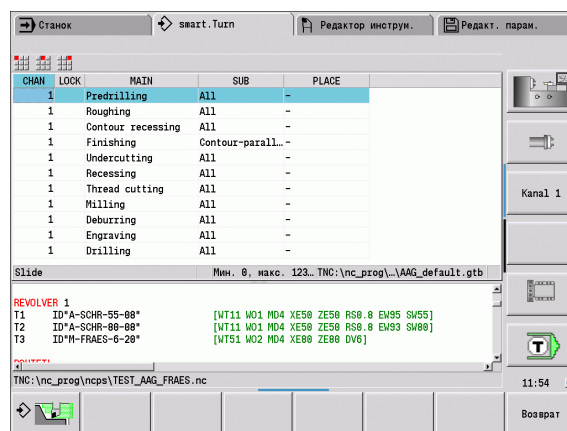 Станок smart.Turn Редактор инструм. Редакт. парам.
CHAN LOCK MAIN SUB PLACE
1 Predrilling All –
1 Roughing All –
1 Contour recessing All –
1 Finishing Contour-parall… –
1 Undercutting All –
1 Recessing All –
1 Thread cutting All –
1 Milling All –
1 Deburring All –
1 Engraving All –
1 Drilling All –
Slide Мин. 0, макс. 123… TNC:\nc_prog\…\AAG_default.gtb
Kanal 1
REVOLVER 1
T1 ID"A-SCHR-55-08" [WT11 WO1 MD4 XE50 ZE50 RS0.8 EW95 SW55]
T2 ID"A-SCHR-80-08" [WT11 WO1 MD4 XE50 ZE50 RS0.8 EW93 SW80]
T3 ID"M-FRAES-6-20" [WT51 WO2 MD4 XE80 ZE80 DV6]
TNC:\nc_prog\ncps\TEST_AAG_FRAES.nc
T
11:54
Возврат